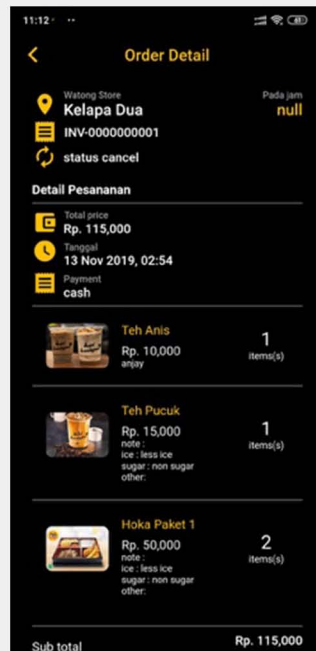 11:12
Order Detail
Watong Store
Kelapa Dua
Pada jam
null
INV-0000000001
status cancel
Detail Pesananan
Total price
Rp. 115,000
Tanggal
13 Nov 2019, 02:54
Payment
cash
Teh Anis
Rp. 10,000
anjay
1
items(s)
Teh Pucuk
Rp. 15,000
note :
ice : less ice
sugar : non sugar
other:
1
items(s)
Hoka Paket 1
Rp. 50,000
note :
ice : less ice
sugar : non sugar
other:
2
items(s)
Sub total
Rp. 115,000